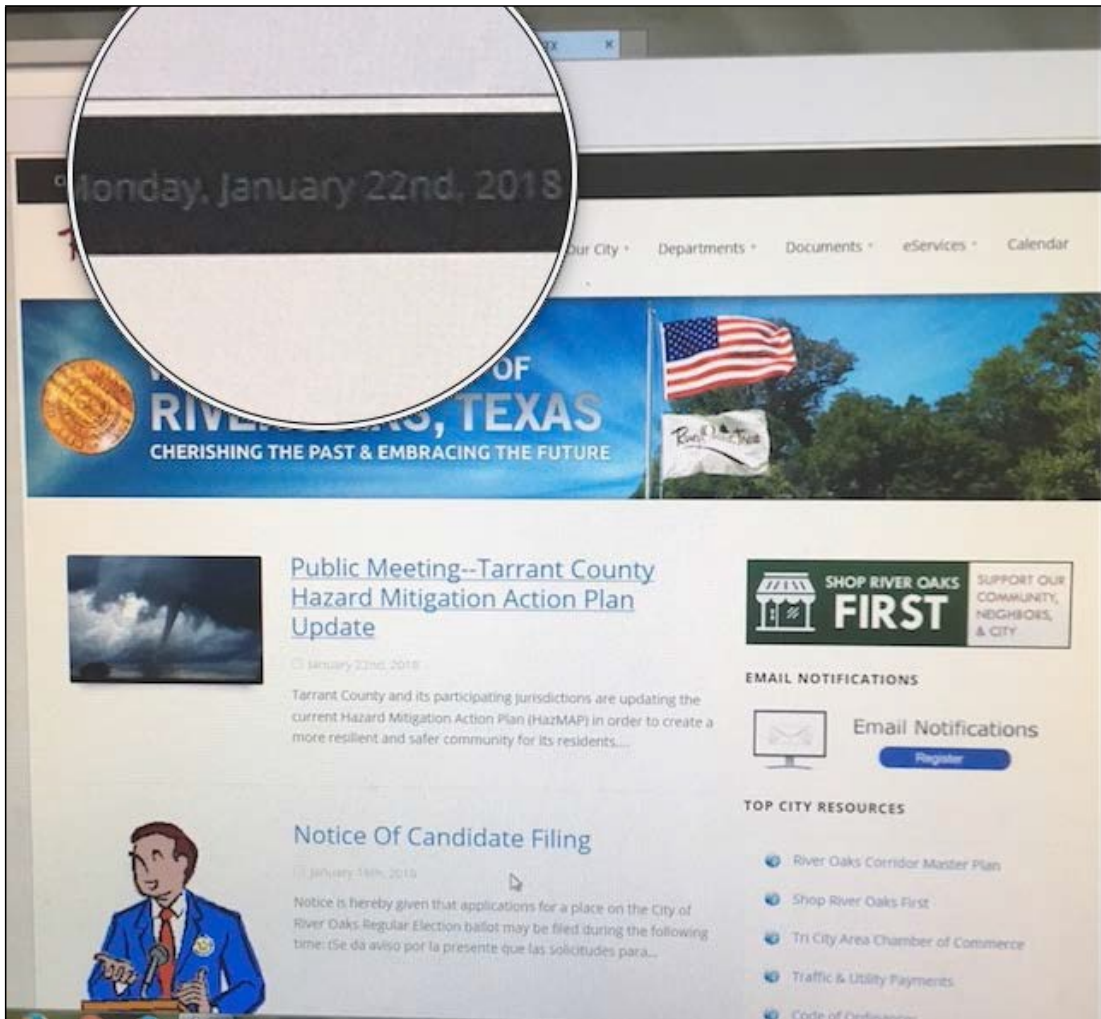 Monday, January 22nd, 2018
Our City
Departments
Documents
eServices
Calendar
OF
TEXAS
CHERISHING THE PAST & EMBRACING THE FUTURE
Public Meeting--Tarrant County
Hazard Mitigation Action Plan
Update
January 22nd, 2018
Tarrant County and its participating jurisdictions are updating the
current Hazard Mitigation Action Plan (HazMAP) in order to create a
more resilient and safer community for its residents....
Notice Of Candidate Filing
2018
Notice is hereby given that applications for a place on the City of
River Oaks Regular Election ballot may be filed during the following
time: (Se da aviso por la presente que las solicitudes para...
SHOP RIVER OAKS
FIRST
SUPPORT OUR
COMMUNITY,
NEIGHBORS,
& CITY
EMAIL NOTIFICATIONS
Email Notifications
Register
TOP CITY RESOURCES
River Oaks Corridor Master Plan
Shop River Oaks First
Tri City Area Chamber of Commerce
Traffic & Utility Payments
Code of Ordinances